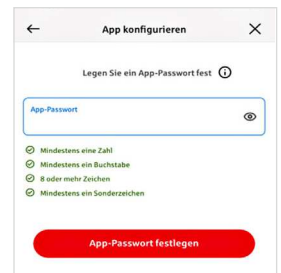 App konfigurieren
Legen Sie ein App-Passwort fest
App-Passwort
Mindestens eine Zahl
Mindestens ein Buchstabe
8 oder mehr Zeichen
Mindestens ein Sonderzeichen
App-Passwort festlegen